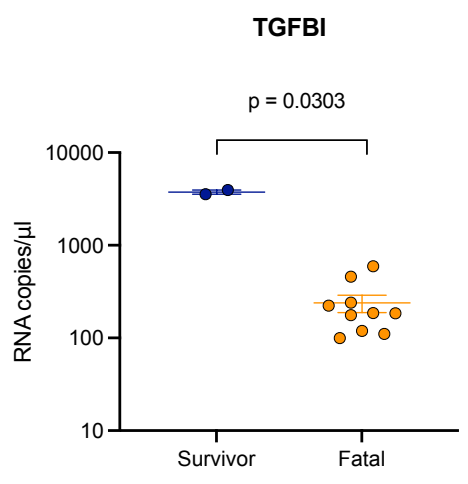 TGFBI
p = 0.0303
RNA copies/µl
10000
1000
100
10
Survivor
Fatal